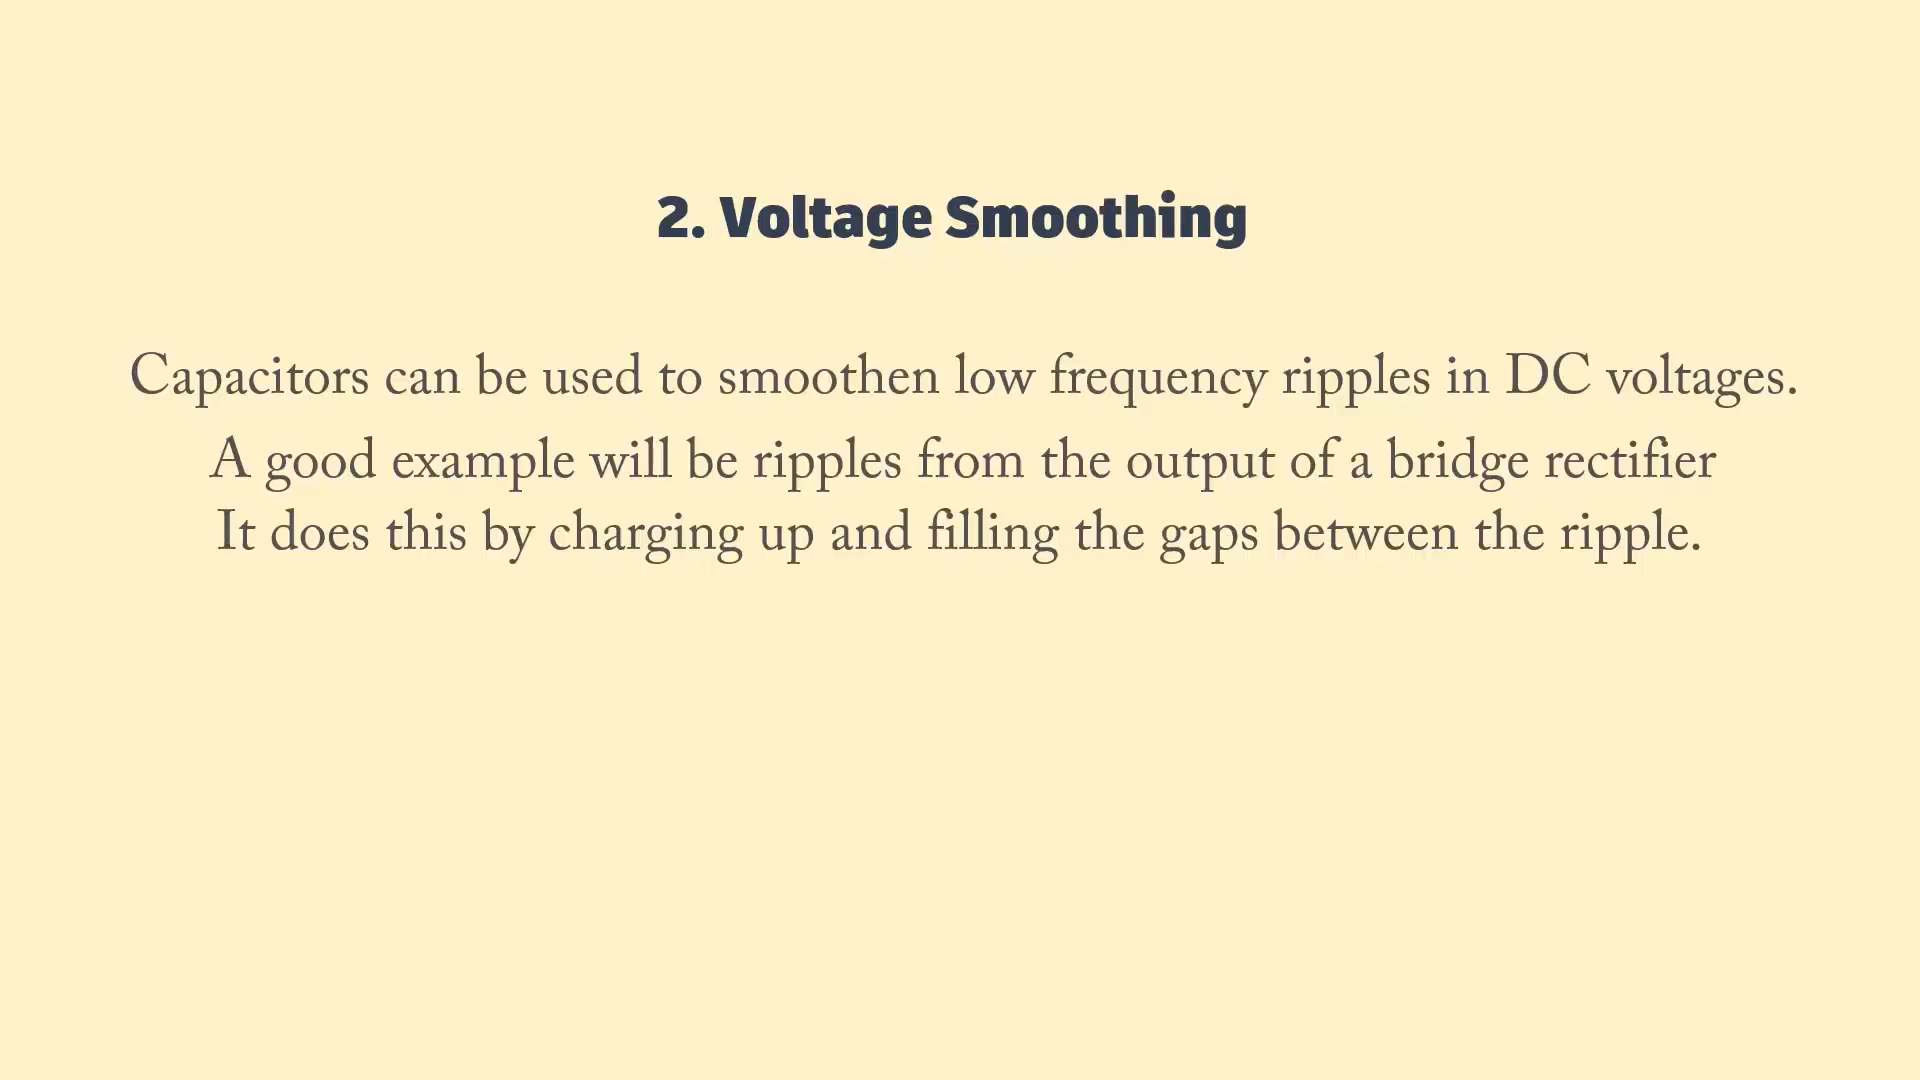 2. Voltage Smoothing
Capacitors can be used to smoothen low frequency ripples in DC voltages.
A good example will be ripples from the output of a bridge rectifier
It does this by charging up and filling the gaps between the ripple.